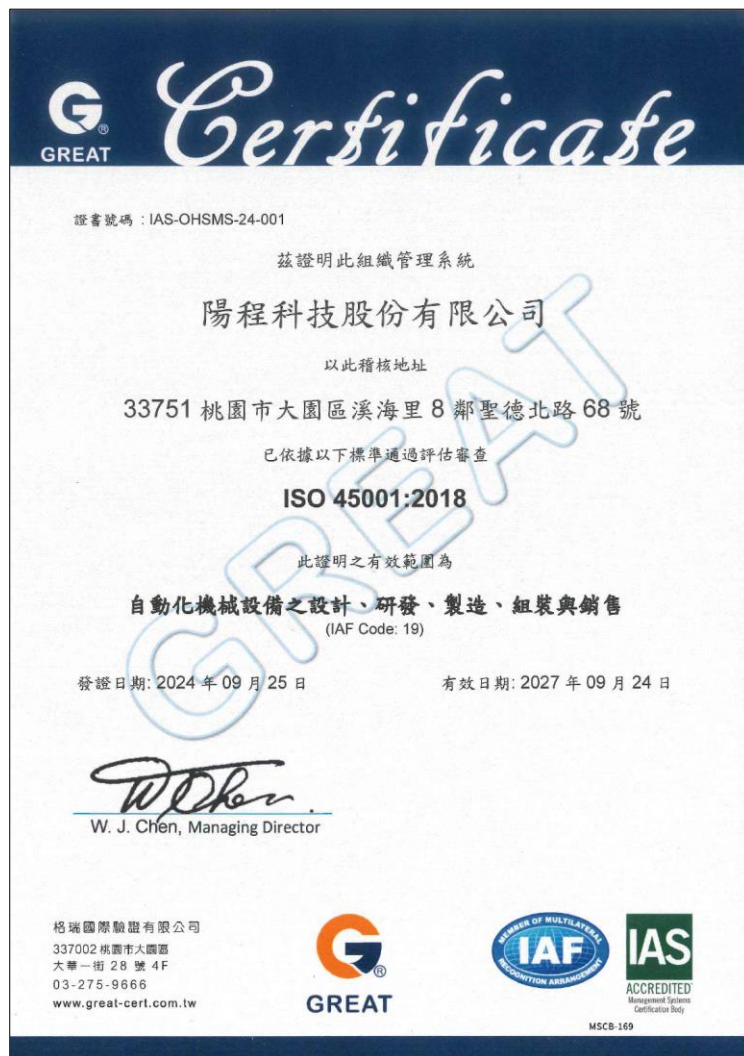 G®
GREAT
Certificate
證書號碼 : IAS-OHSMS-24-001
茲證明此組織管理系統
陽程科技股份有限公司
以此稽核地址
33751 桃園市大園區溪海里 8 鄰聖德北路 68 號
已依據以下標準通過評估審查
ISO 45001:2018
此證明之有效範圍為
自動化機械設備之設計、研發、製造、組裝與銷售
(IAF Code: 19)
發證日期: 2024 年 09 月 25 日
有效日期: 2027 年 09 月 24 日
GREAT
W Chen.
W. J. Chen, Managing Director
格瑞國際驗證有限公司
337002 桃園市大園區
大華一街 28 號 4F
03-275-9666
www.great-cert.com.tw
G®
GREAT
MEMBER OF MULTILATERAL
IAF
RECOGNITION ARRANGEMENT
IAS
ACCREDITED
Management Systems
Certification Body
MSCB-169